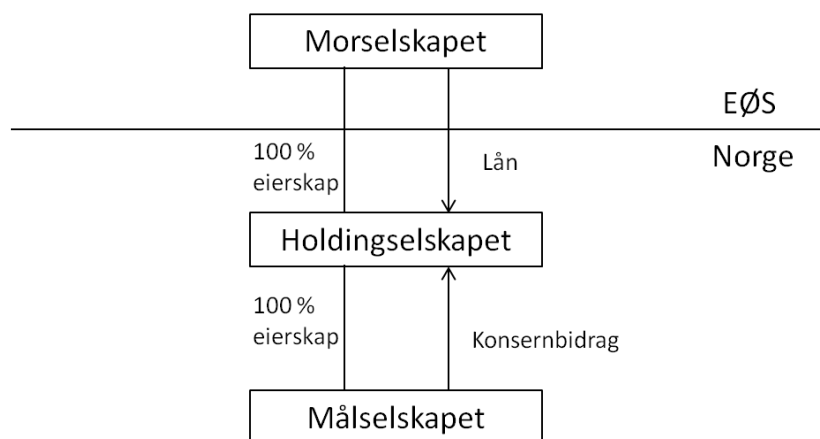 Morselskapet
EØS
Norge
100 %
eierskap
Lån
Holdingselskapet
100 %
eierskap
Konsernbidrag
Målselskapet